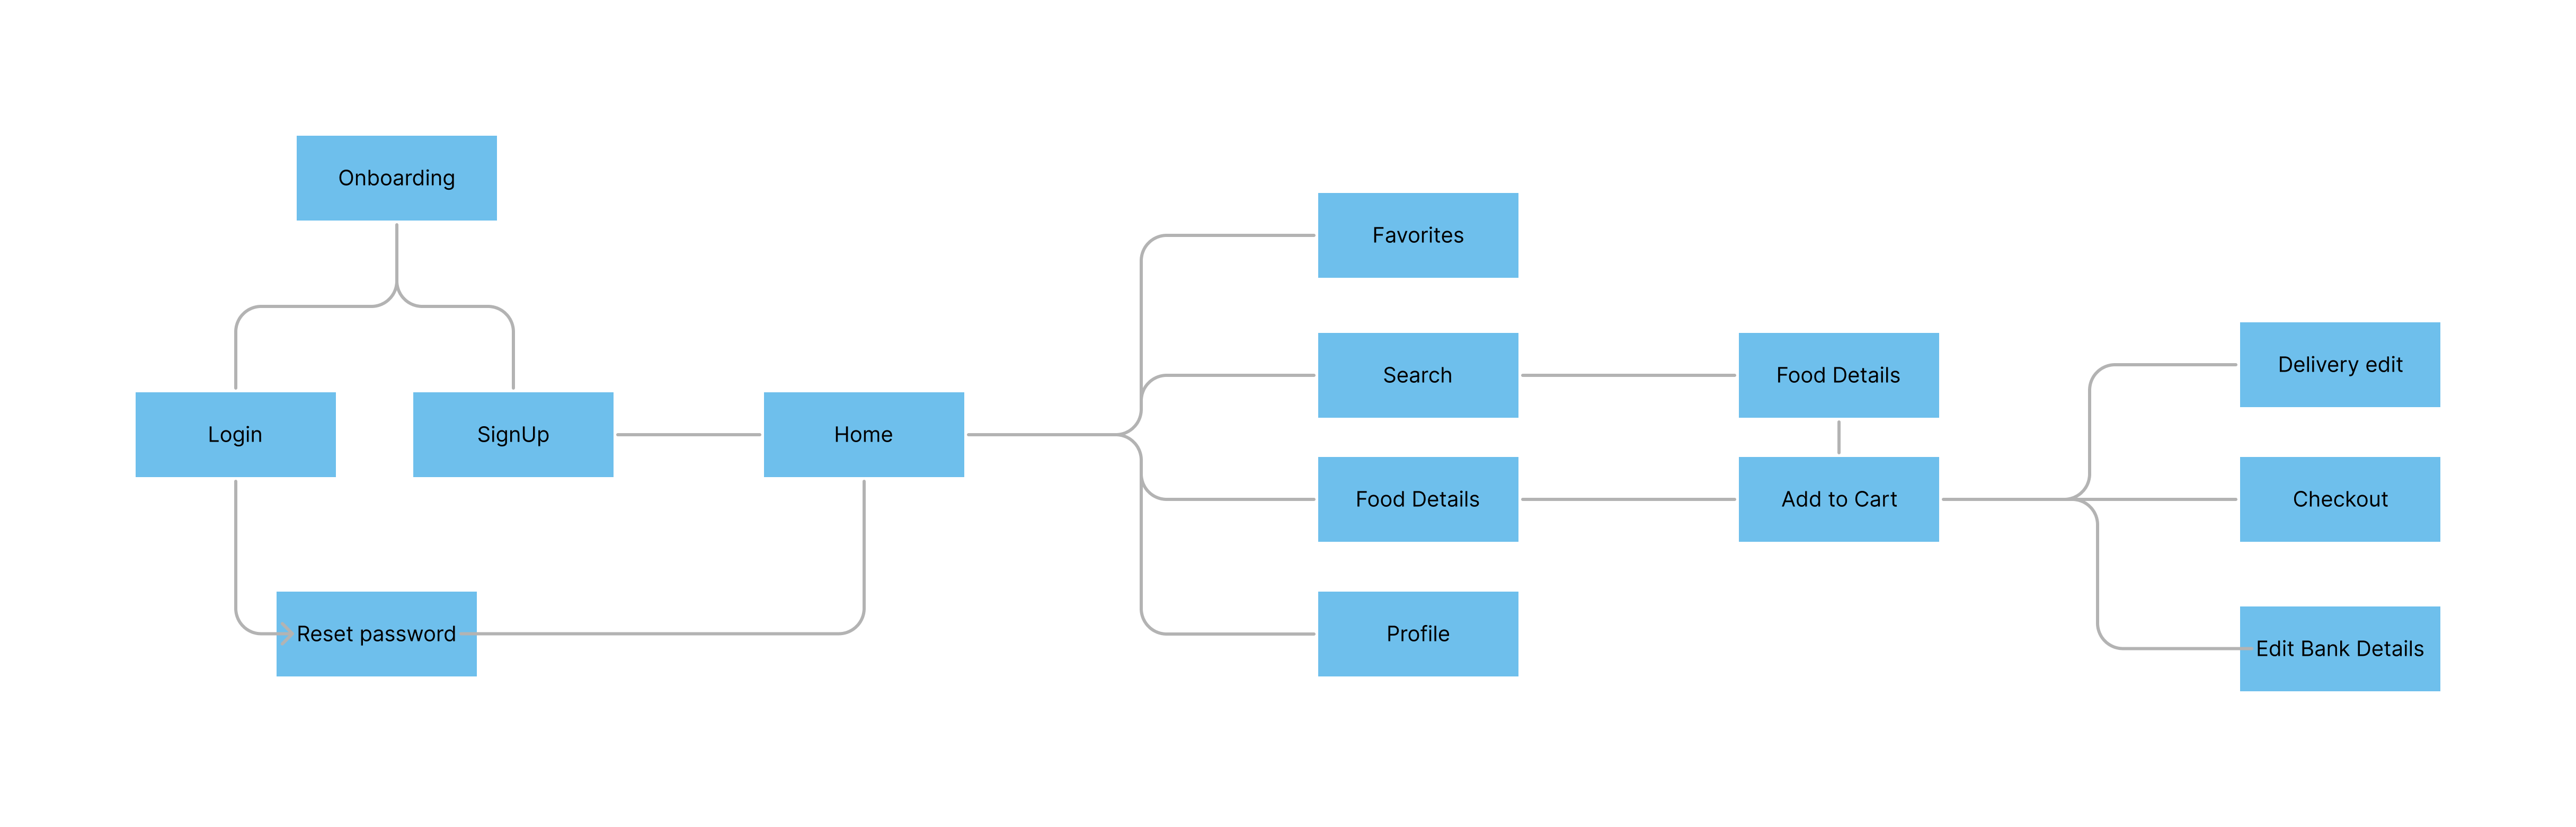 Onboarding
Login
SignUp
Reset password
Home
Favorites
Search
Food Details
Profile
Food Details
Add to Cart
Delivery edit
Checkout
Edit Bank Details